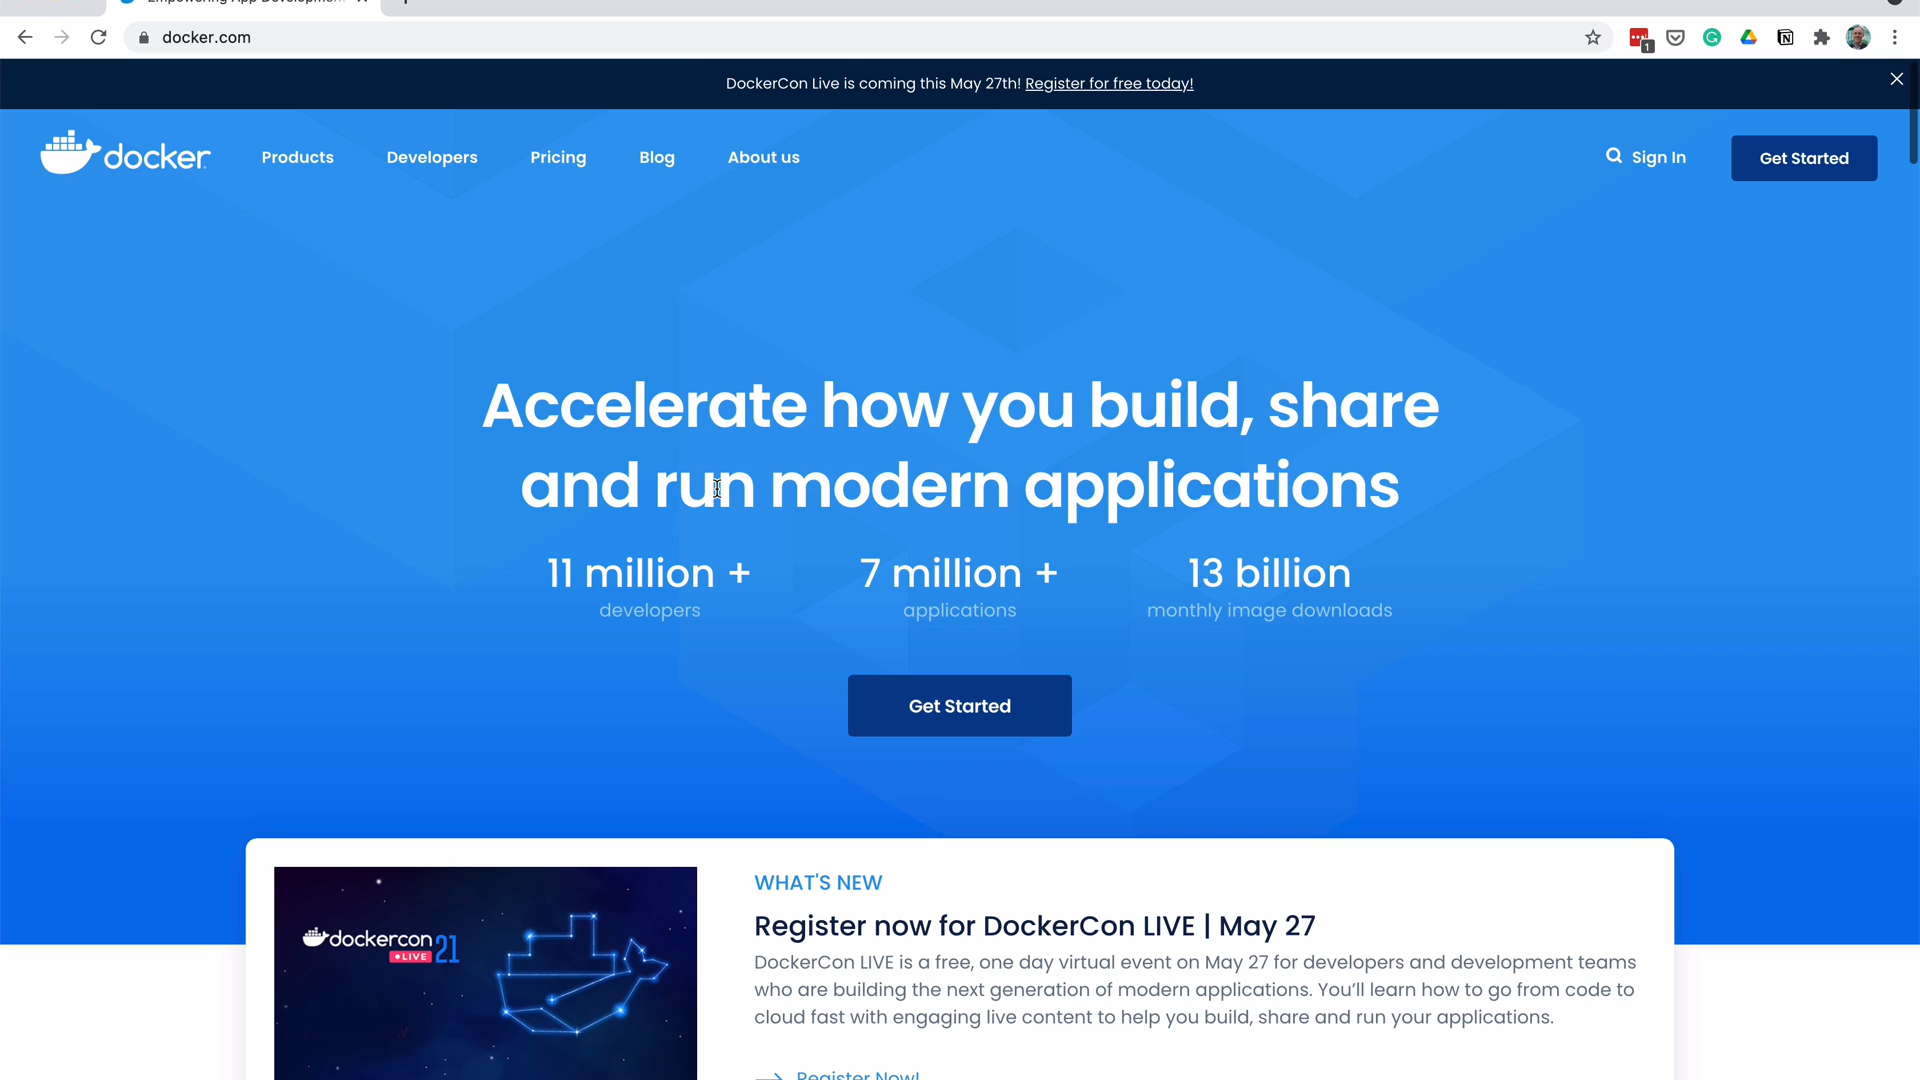 Empowering App Development
docker.com
1
DockerCon Live is coming this May 27th! Register for free today!
docker
Products
Developers
Pricing
Blog
About us
Sign In
Get Started
Accelerate how you build, share
and run modern applications
11 million +
developers
7 million +
applications
13 billion
monthly image downloads
Get Started
dockercon
LIVE
21
WHAT'S NEW
Register now for DockerCon LIVE | May 27
DockerCon LIVE is a free, one day virtual event on May 27 for developers and development teams
who are building the next generation of modern applications. You'll learn how to go from code to
cloud fast with engaging live content to help you build, share and run your applications.
Register Now!